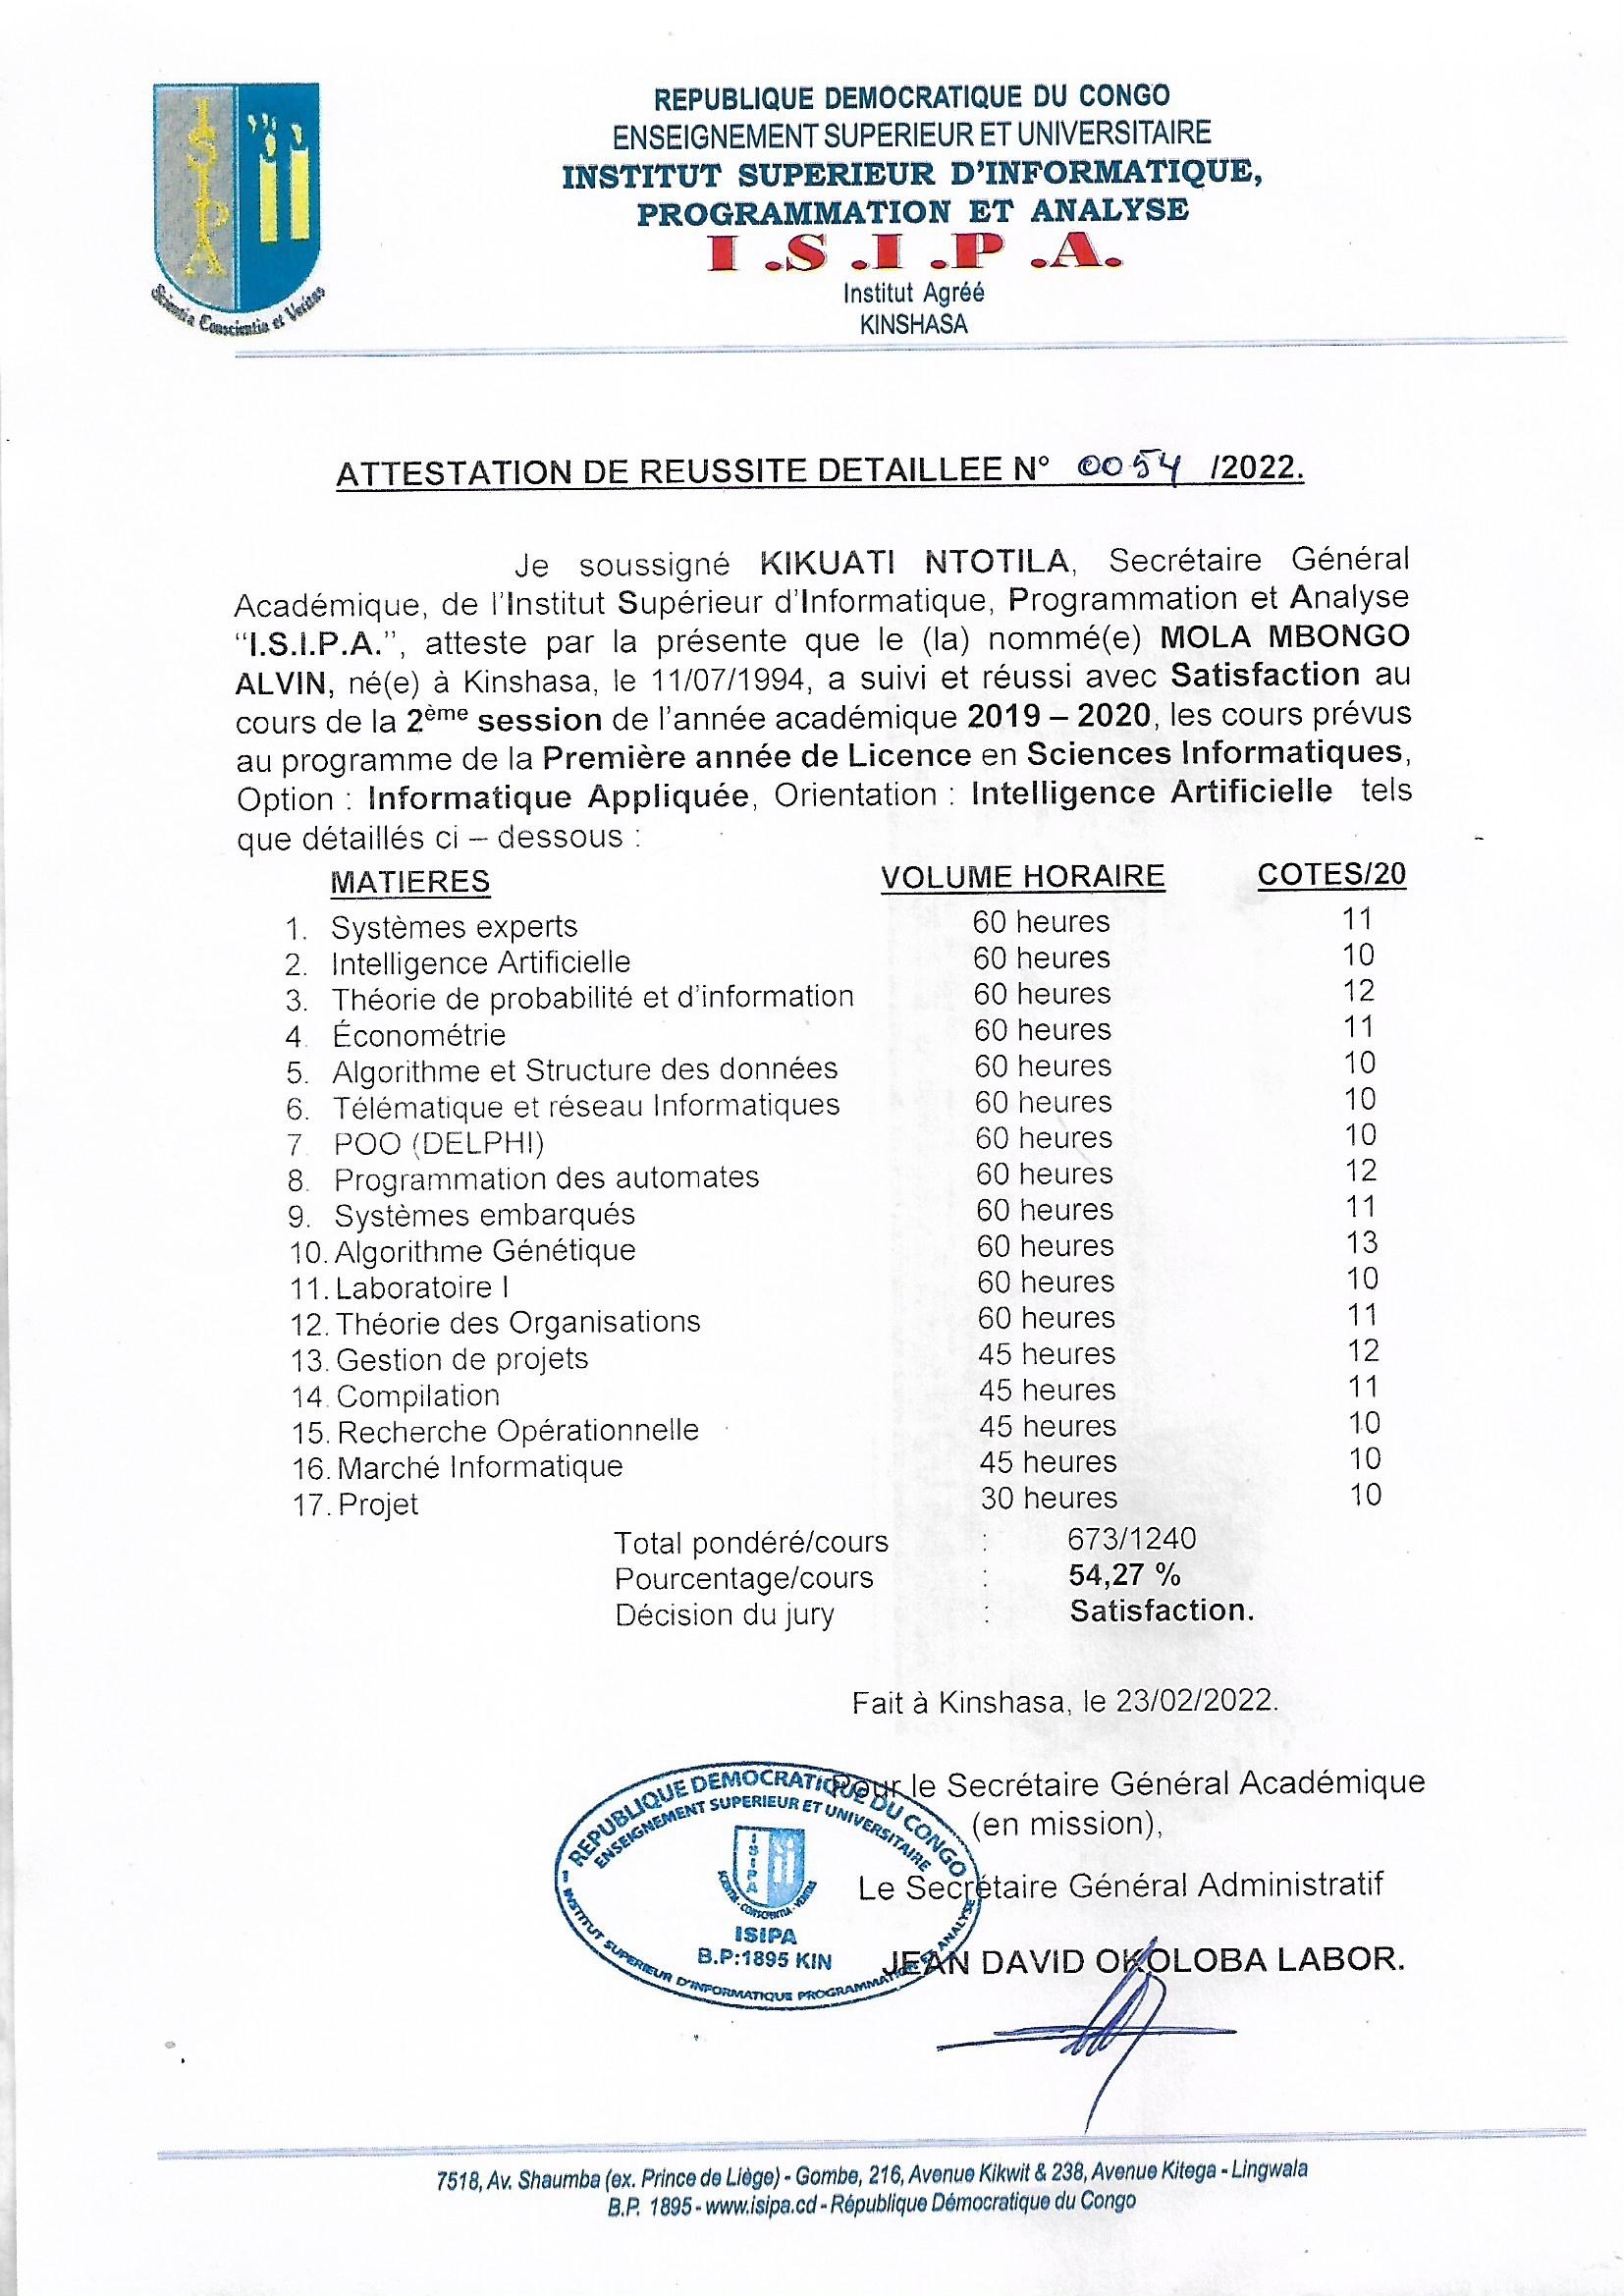 ISIPA
Scientia Conscientia et Veritas
REPUBLIQUE DEMOCRATIQUE DU CONGO
ENSEIGNEMENT SUPERIEUR ET UNIVERSITAIRE
INSTITUT SUPERIEUR D'INFORMATIQUE,
PROGRAMMATION ET ANALYSE
I .S .I .P .A.
Institut Agréé
KINSHASA
ATTESTATION DE REUSSITE DETAILLEE N° 0054 /2022.
Je soussigné KIKUATI NTOTILA, Secrétaire Général
Académique, de l'Institut Supérieur d'Informatique, Programmation et Analyse
"I.S.I.P.A.", atteste par la présente que le (la) nommé(e) MOLA MBONGO
ALVIN, né(e) à Kinshasa, le 11/07/1994, a suivi et réussi avec Satisfaction au
cours de la 2ème session de l'année académique 2019 – 2020, les cours prévus
au programme de la Première année de Licence en Sciences Informatiques,
Option : Informatique Appliquée, Orientation : Intelligence Artificielle tels
que détaillés ci – dessous :
MATIERES VOLUME HORAIRE COTES/20
1. Systèmes experts 60 heures 11
2. Intelligence Artificielle 60 heures 10
3. Théorie de probabilité et d'information 60 heures 12
4. Économétrie 60 heures 11
5. Algorithme et Structure des données 60 heures 10
6. Télématique et réseau Informatiques 60 heures 10
7. POO (DELPHI) 60 heures 10
8. Programmation des automates 60 heures 12
9. Systèmes embarqués 60 heures 11
10. Algorithme Génétique 60 heures 13
11. Laboratoire I 60 heures 10
12. Théorie des Organisations 60 heures 11
13. Gestion de projets 45 heures 12
14. Compilation 45 heures 11
15. Recherche Opérationnelle 45 heures 10
16. Marché Informatique 45 heures 10
17. Projet 30 heures 10
Total pondéré/cours : 673/1240
Pourcentage/cours : 54,27 %
Décision du jury : Satisfaction.
Fait à Kinshasa, le 23/02/2022.
Pour le Secrétaire Général Académique
(en mission),
Le Secrétaire Général Administratif
JEAN DAVID OKOLOBA LABOR.
REPUBLIQUE DEMOCRATIQUE DU CONGO
ENSEIGNEMENT SUPERIEUR ET UNIVERSITAIRE
ISIPA
SCIENTIA - CONSCIENTIA - VERITAS
ISIPA
B.P:1895 KIN
INSTITUT SUPERIEUR D'INFORMATIQUE PROGRAMMATION ET ANALYSE
7518, Av. Shaumba (ex. Prince de Liège) - Gombe, 216, Avenue Kikwit & 238, Avenue Kitega - Lingwala
B.P. 1895 - www.isipa.cd - République Démocratique du Congo